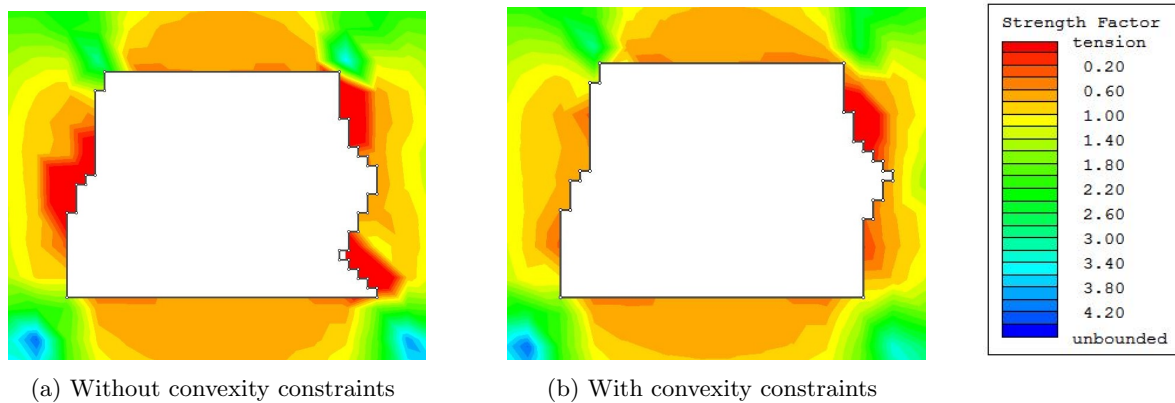 Strength Factor
tension
0.20
0.60
1.00
1.40
1.80
2.20
2.60
3.00
3.40
3.80
4.20
unbounded
(a) Without convexity constraints
(b) With convexity constraints